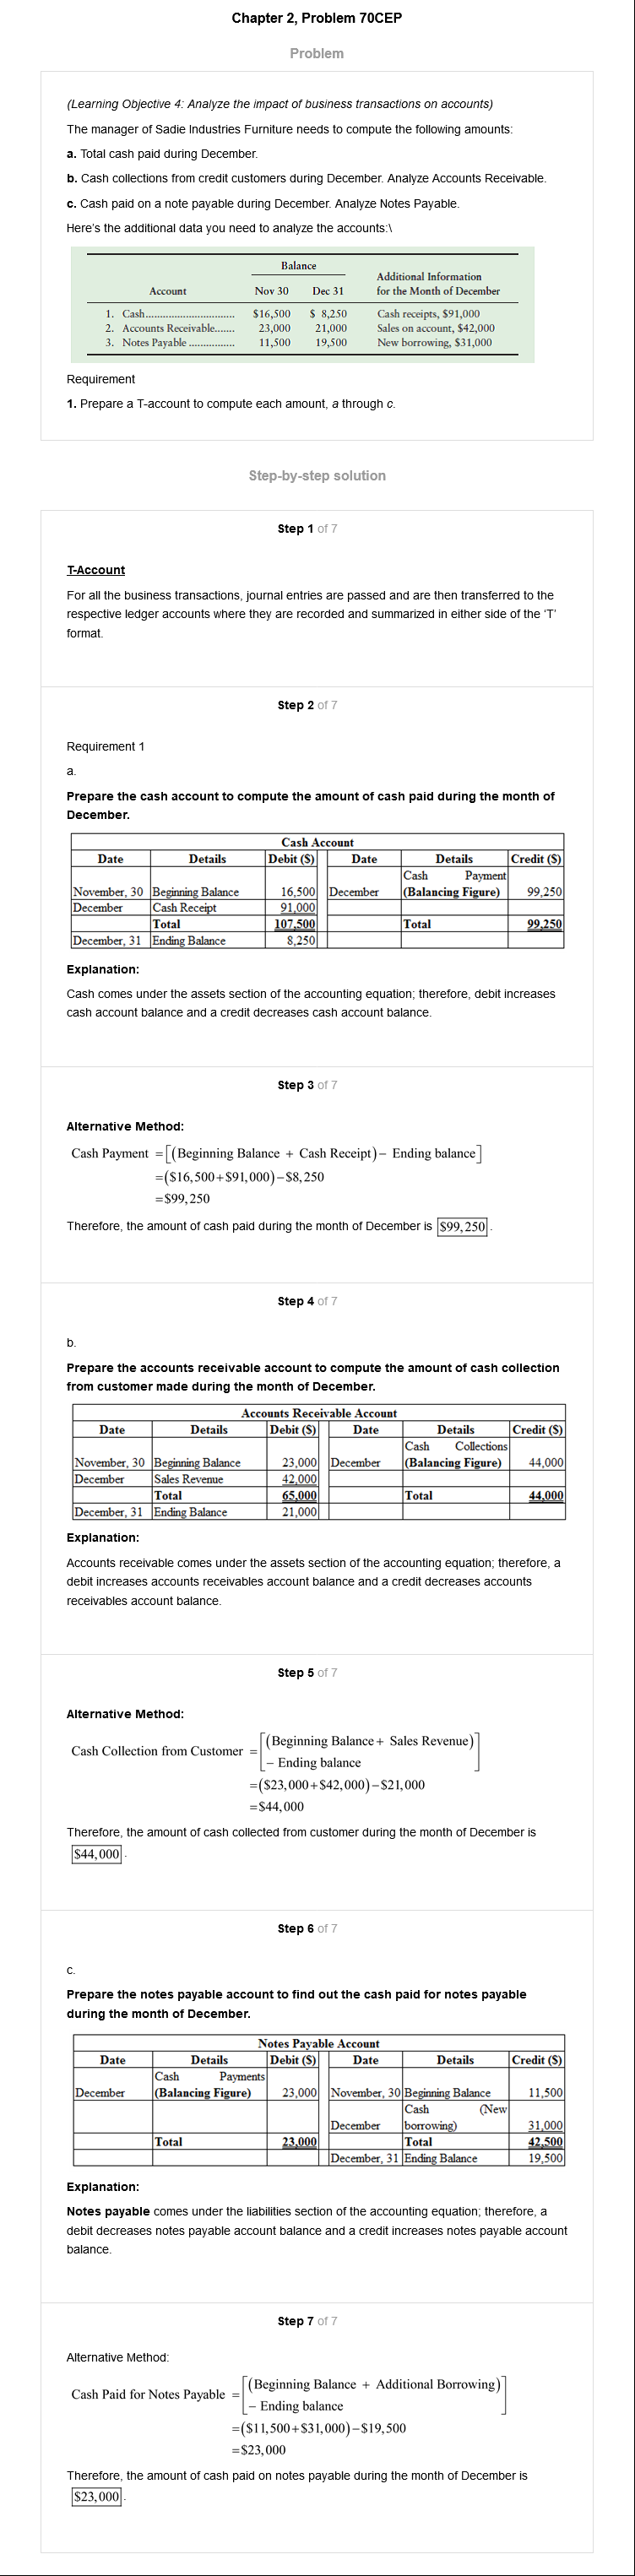 Chapter 2, Problem 70CEP
Problem
(Learning Objective 4: Analyze the impact of business transactions on accounts)
The manager of Sadie Industries Furniture needs to compute the following amounts:
a. Total cash paid during December.
b. Cash collections from credit customers during December. Analyze Accounts Receivable.
c. Cash paid on a note payable during December. Analyze Notes Payable.
Here's the additional data you need to analyze the accounts:\
Balance
Additional Information
Account Nov 30 Dec 31 for the Month of December
1. Cash............................... $16,500 $ 8,250 Cash receipts, $91,000
2. Accounts Receivable....... 23,000 21,000 Sales on account, $42,000
3. Notes Payable ................ 11,500 19,500 New borrowing, $31,000
Requirement
1. Prepare a T-account to compute each amount, a through c.
Step-by-step solution
Step 1 of 7
T-Account
For all the business transactions, journal entries are passed and are then transferred to the
respective ledger accounts where they are recorded and summarized in either side of the 'T'
format.
Step 2 of 7
Requirement 1
a.
Prepare the cash account to compute the amount of cash paid during the month of
December.
Cash Account
Date Details Debit ($) Date Details Credit ($)
Cash Payment
November, 30 Beginning Balance 16,500 December (Balancing Figure) 99,250
December Cash Receipt 91,000
Total 107,500 Total 99,250
December, 31 Ending Balance 8,250
Explanation:
Cash comes under the assets section of the accounting equation; therefore, debit increases
cash account balance and a credit decreases cash account balance.
Step 3 of 7
Alternative Method:
Cash Payment =[(Beginning Balance + Cash Receipt)− Ending balance]
=($16,500+$91,000)−$8,250
=$99,250
Therefore, the amount of cash paid during the month of December is $99,250.
Step 4 of 7
b.
Prepare the accounts receivable account to compute the amount of cash collection
from customer made during the month of December.
Accounts Receivable Account
Date Details Debit ($) Date Details Credit ($)
Cash Collections
November, 30 Beginning Balance 23,000 December (Balancing Figure) 44,000
December Sales Revenue 42,000
Total 65,000 Total 44,000
December, 31 Ending Balance 21,000
Explanation:
Accounts receivable comes under the assets section of the accounting equation; therefore, a
debit increases accounts receivables account balance and a credit decreases accounts
receivables account balance.
Step 5 of 7
Alternative Method:
Cash Collection from Customer =[(Beginning Balance+ Sales Revenue)
− Ending balance]
=($23,000+$42,000)−$21,000
=$44,000
Therefore, the amount of cash collected from customer during the month of December is
$44,000.
Step 6 of 7
c.
Prepare the notes payable account to find out the cash paid for notes payable
during the month of December.
Notes Payable Account
Date Details Debit ($) Date Details Credit ($)
Cash Payments
December (Balancing Figure) 23,000 November, 30 Beginning Balance 11,500
Cash (New
December borrowing) 31,000
Total 23,000 Total 42,500
December, 31 Ending Balance 19,500
Explanation:
Notes payable comes under the liabilities section of the accounting equation; therefore, a
debit decreases notes payable account balance and a credit increases notes payable account
balance.
Step 7 of 7
Alternative Method:
Cash Paid for Notes Payable =[(Beginning Balance + Additional Borrowing)
− Ending balance]
=($11,500+$31,000)−$19,500
=$23,000
Therefore, the amount of cash paid on notes payable during the month of December is
$23,000.